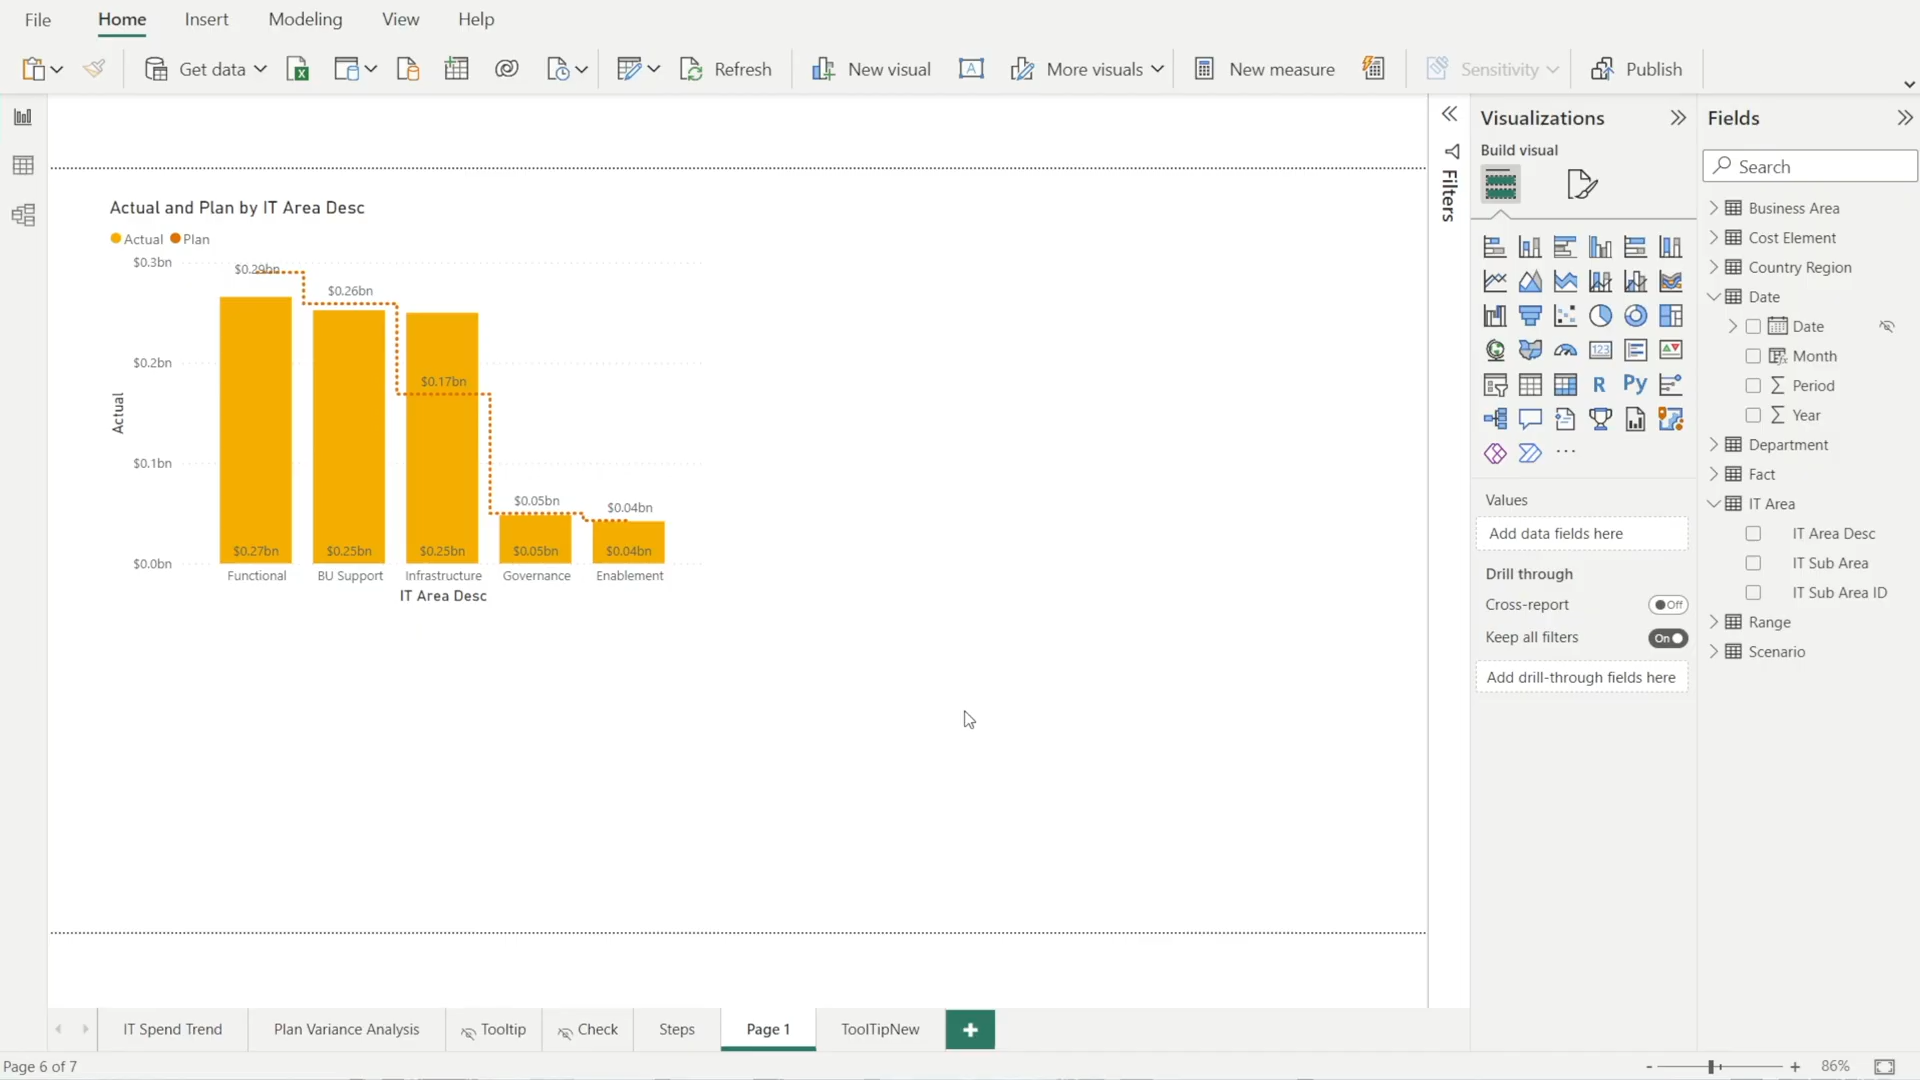 File Home Insert Modeling View Help
Get data Refresh New visual More visuals New measure Sensitivity Publish
Actual and Plan by IT Area Desc
Actual Plan
$0.3bn
$0.2bn
$0.1bn
$0.0bn
Actual
$0.29bn
$0.26bn
$0.17bn
$0.05bn
$0.04bn
$0.27bn $0.25bn $0.25bn $0.05bn $0.04bn
Functional BU Support Infrastructure Governance Enablement
IT Area Desc
Filters
Visualizations
Build visual
123
R Py
Values
Add data fields here
Drill through
Cross-report Off
Keep all filters On
Add drill-through fields here
Fields
Search
Business Area
Cost Element
Country Region
Date
Date
Month
Period
Year
Department
Fact
IT Area
IT Area Desc
IT Sub Area
IT Sub Area ID
Range
Scenario
IT Spend Trend Plan Variance Analysis Tooltip Check Steps Page 1 ToolTipNew
Page 6 of 7 - + 86%